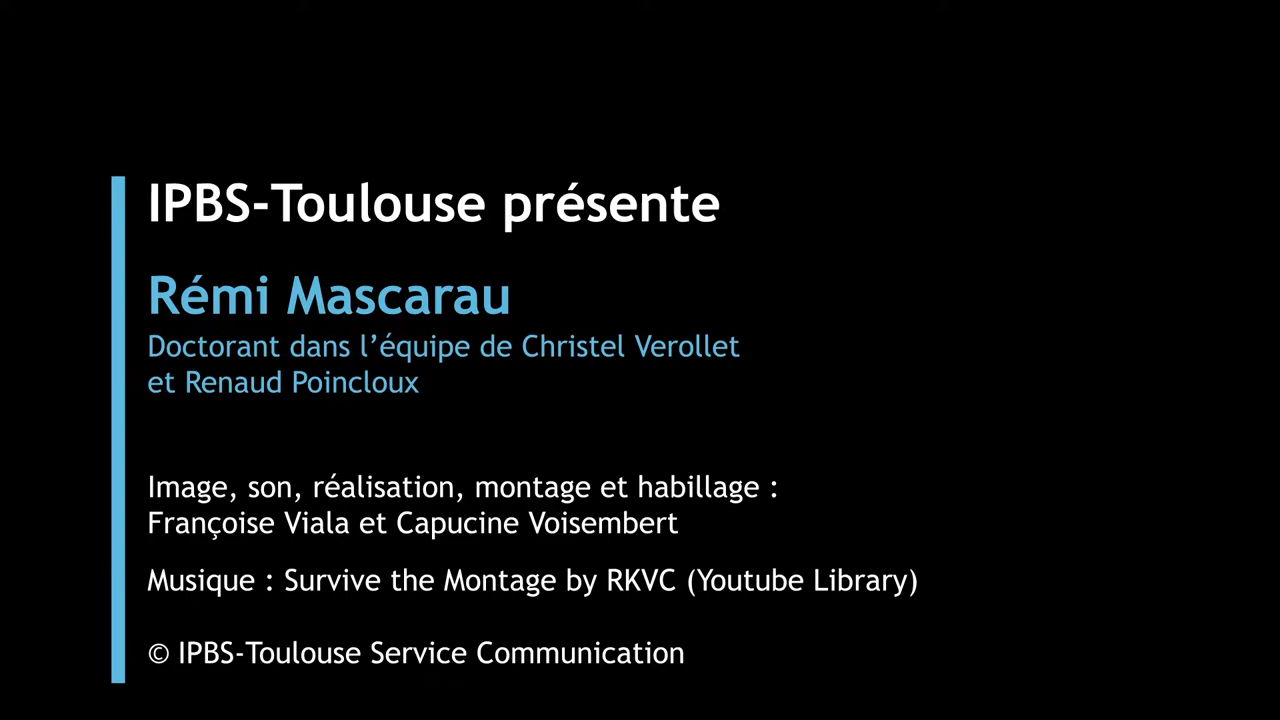 IPBS-Toulouse présente
Rémi Mascarau
Doctorant dans l’équipe de Christel Verollet
et Renaud Poincloux
Image, son, réalisation, montage et habillage :
Françoise Viala et Capucine Voisembert
Musique : Survive the Montage by RKVC (Youtube Library)
© IPBS-Toulouse Service Communication